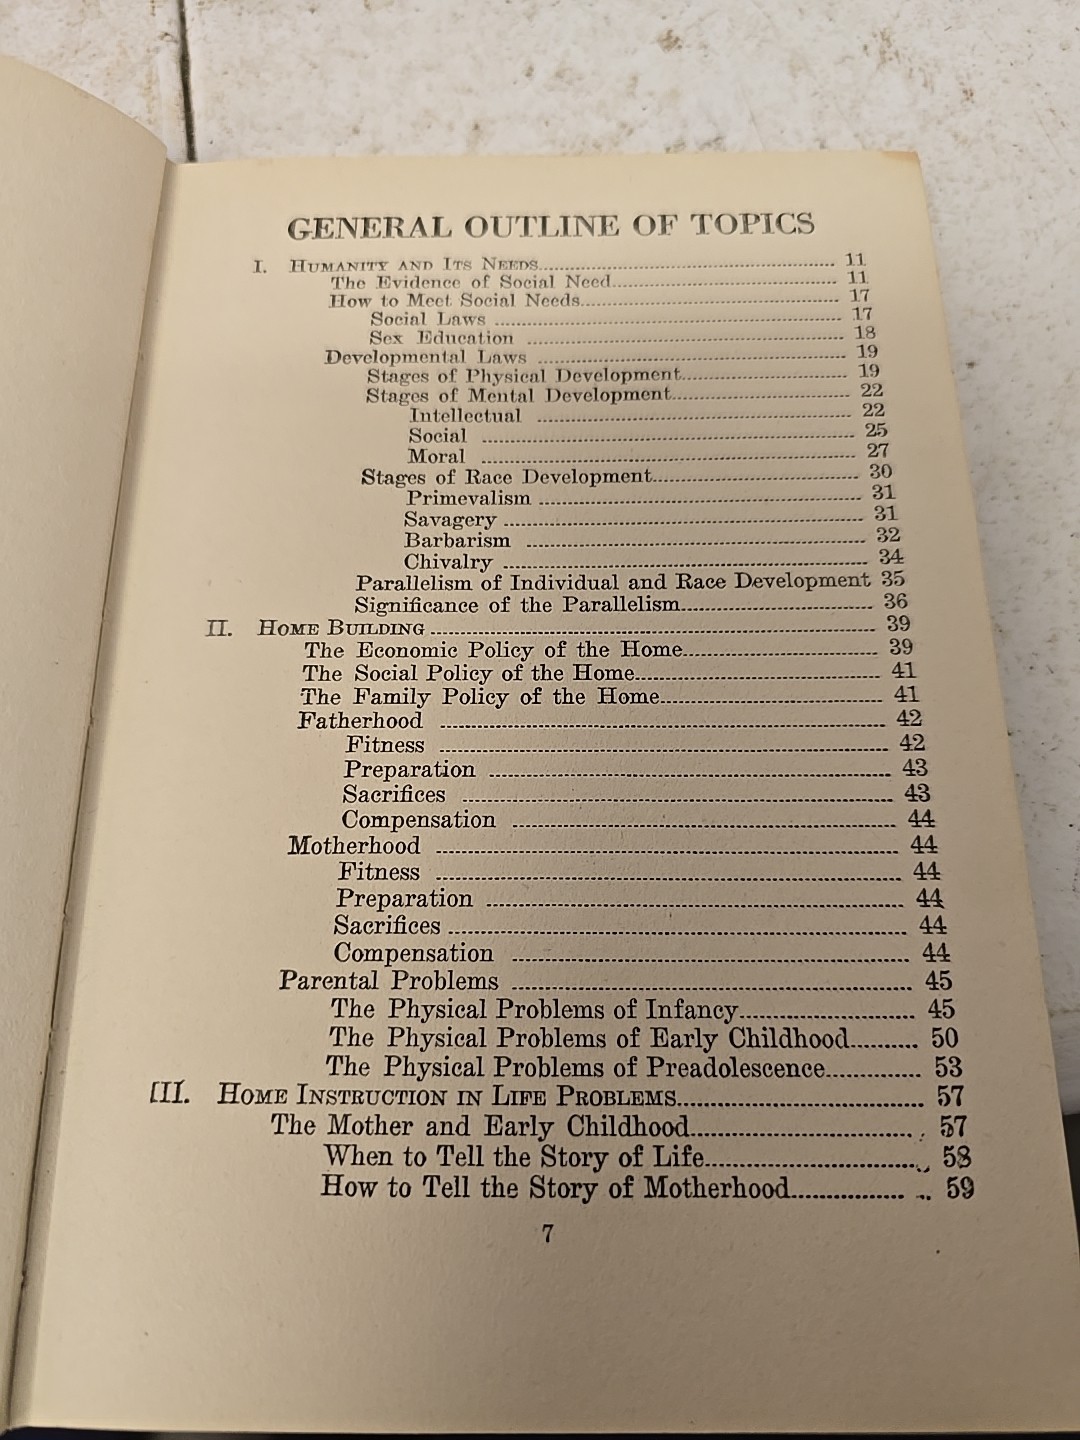 GENERAL OUTLINE OF TOPICS
I. HUMANITY AND ITS NEEDS.......... 11
The Evidence of Social Need.......... 11
How to Meet Social Needs.......... 17
Social Laws .......... 17
Sex Education .......... 18
Developmental Laws .......... 19
Stages of Physical Development.......... 19
Stages of Mental Development.......... 22
Intellectual .......... 22
Social .......... 25
Moral .......... 27
Stages of Race Development.......... 30
Primevalism .......... 31
Savagery .......... 31
Barbarism .......... 32
Chivalry .......... 34
Parallelism of Individual and Race Development 35
Significance of the Parallelism.......... 36
II. HOME BUILDING .......... 39
The Economic Policy of the Home.......... 39
The Social Policy of the Home.......... 41
The Family Policy of the Home.......... 41
Fatherhood .......... 42
Fitness .......... 42
Preparation .......... 43
Sacrifices .......... 43
Compensation .......... 44
Motherhood .......... 44
Fitness .......... 44
Preparation .......... 44
Sacrifices .......... 44
Compensation .......... 44
Parental Problems .......... 45
The Physical Problems of Infancy.......... 45
The Physical Problems of Early Childhood.......... 50
The Physical Problems of Preadolescence.......... 53
III. HOME INSTRUCTION IN LIFE PROBLEMS.......... 57
The Mother and Early Childhood.......... 57
When to Tell the Story of Life.......... 58
How to Tell the Story of Motherhood.......... 59
7